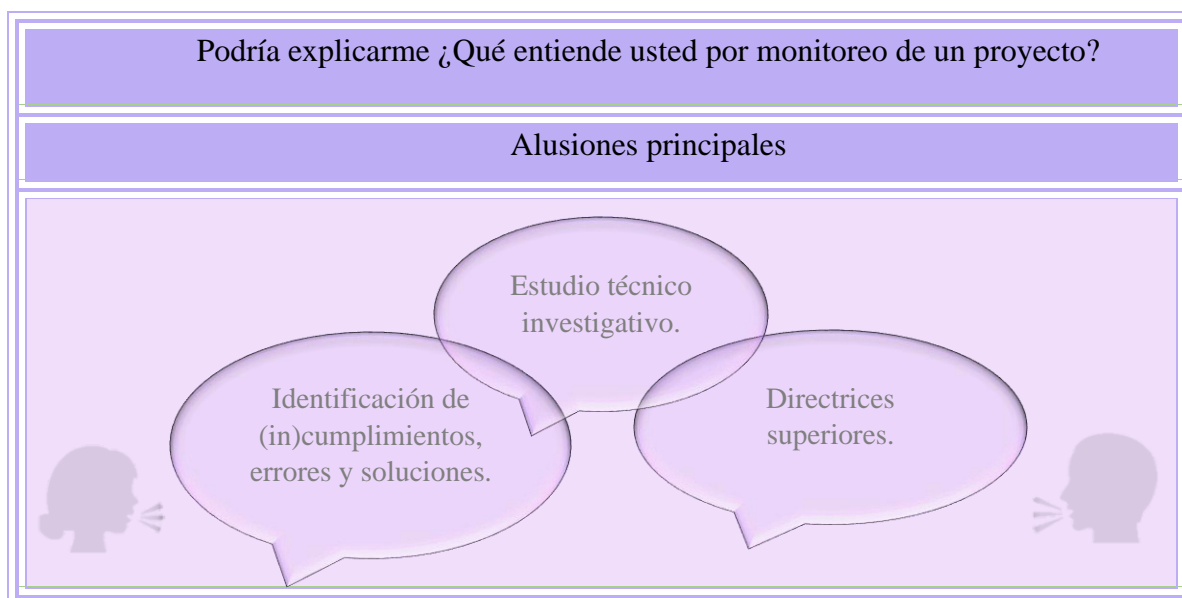 Podría explicarme ¿Qué entiende usted por monitoreo de un proyecto?
Alusiones principales
Estudio técnico
investigativo.
Identificación de
(in)cumplimientos,
errores y soluciones.
Directrices
superiores.